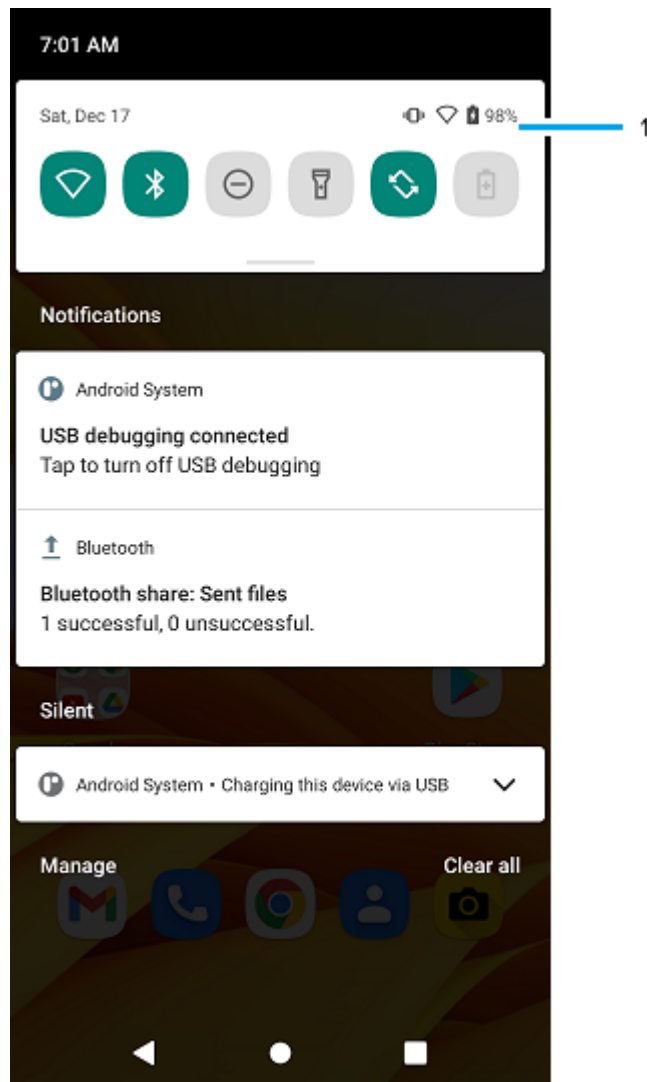 7:01 AM
Sat, Dec 17
98%
1
Notifications
Android System
USB debugging connected
Tap to turn off USB debugging
Bluetooth
Bluetooth share: Sent files
1 successful, 0 unsuccessful.
Silent
Android System • Charging this device via USB
Manage
Clear all